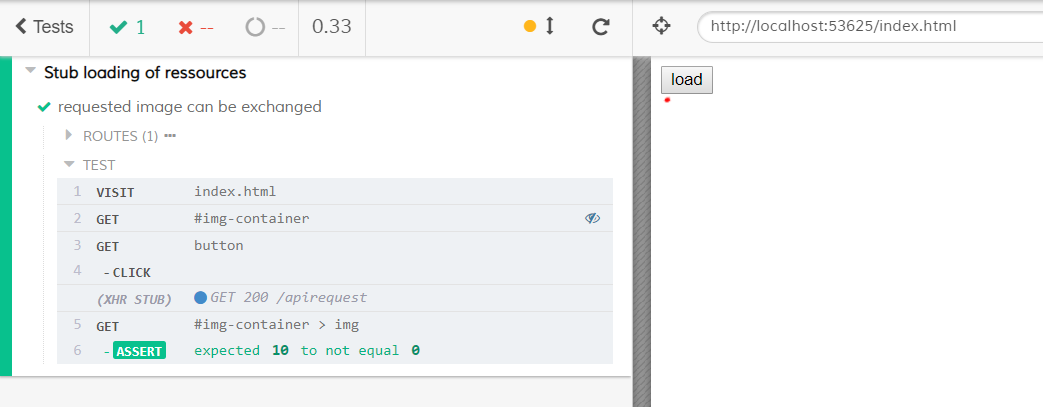 Tests 1 -- -- 0.33 http://localhost:53625/index.html
Stub loading of ressources
load
requested image can be exchanged
ROUTES (1)
TEST
1 VISIT index.html
2 GET #img-container
3 GET button
4 -CLICK
(XHR STUB) GET 200 /apirequest
5 GET #img-container > img
6 -ASSERT expected 10 to not equal 0